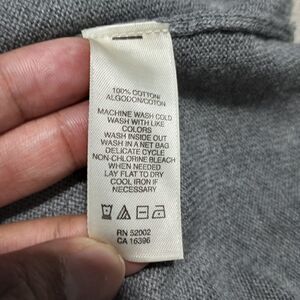 100% COTTON/
ALGODON/COTON
MACHINE WASH COLD
WASH WITH LIKE
COLORS
WASH INSIDE OUT
WASH IN A NET BAG
DELICATE CYCLE
NON-CHLORINE BLEACH
WHEN NEEDED
LAY FLAT TO DRY
COOL IRON IF
NECESSARY
RN 52002
CA 16396